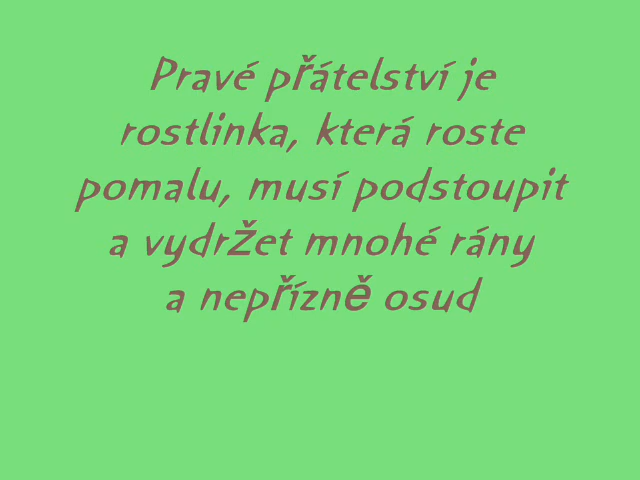 Pravé přátelství je
rostlinka, která roste
pomalu, musí podstoupit
a vydržet mnohé rány
a nepřízně osud